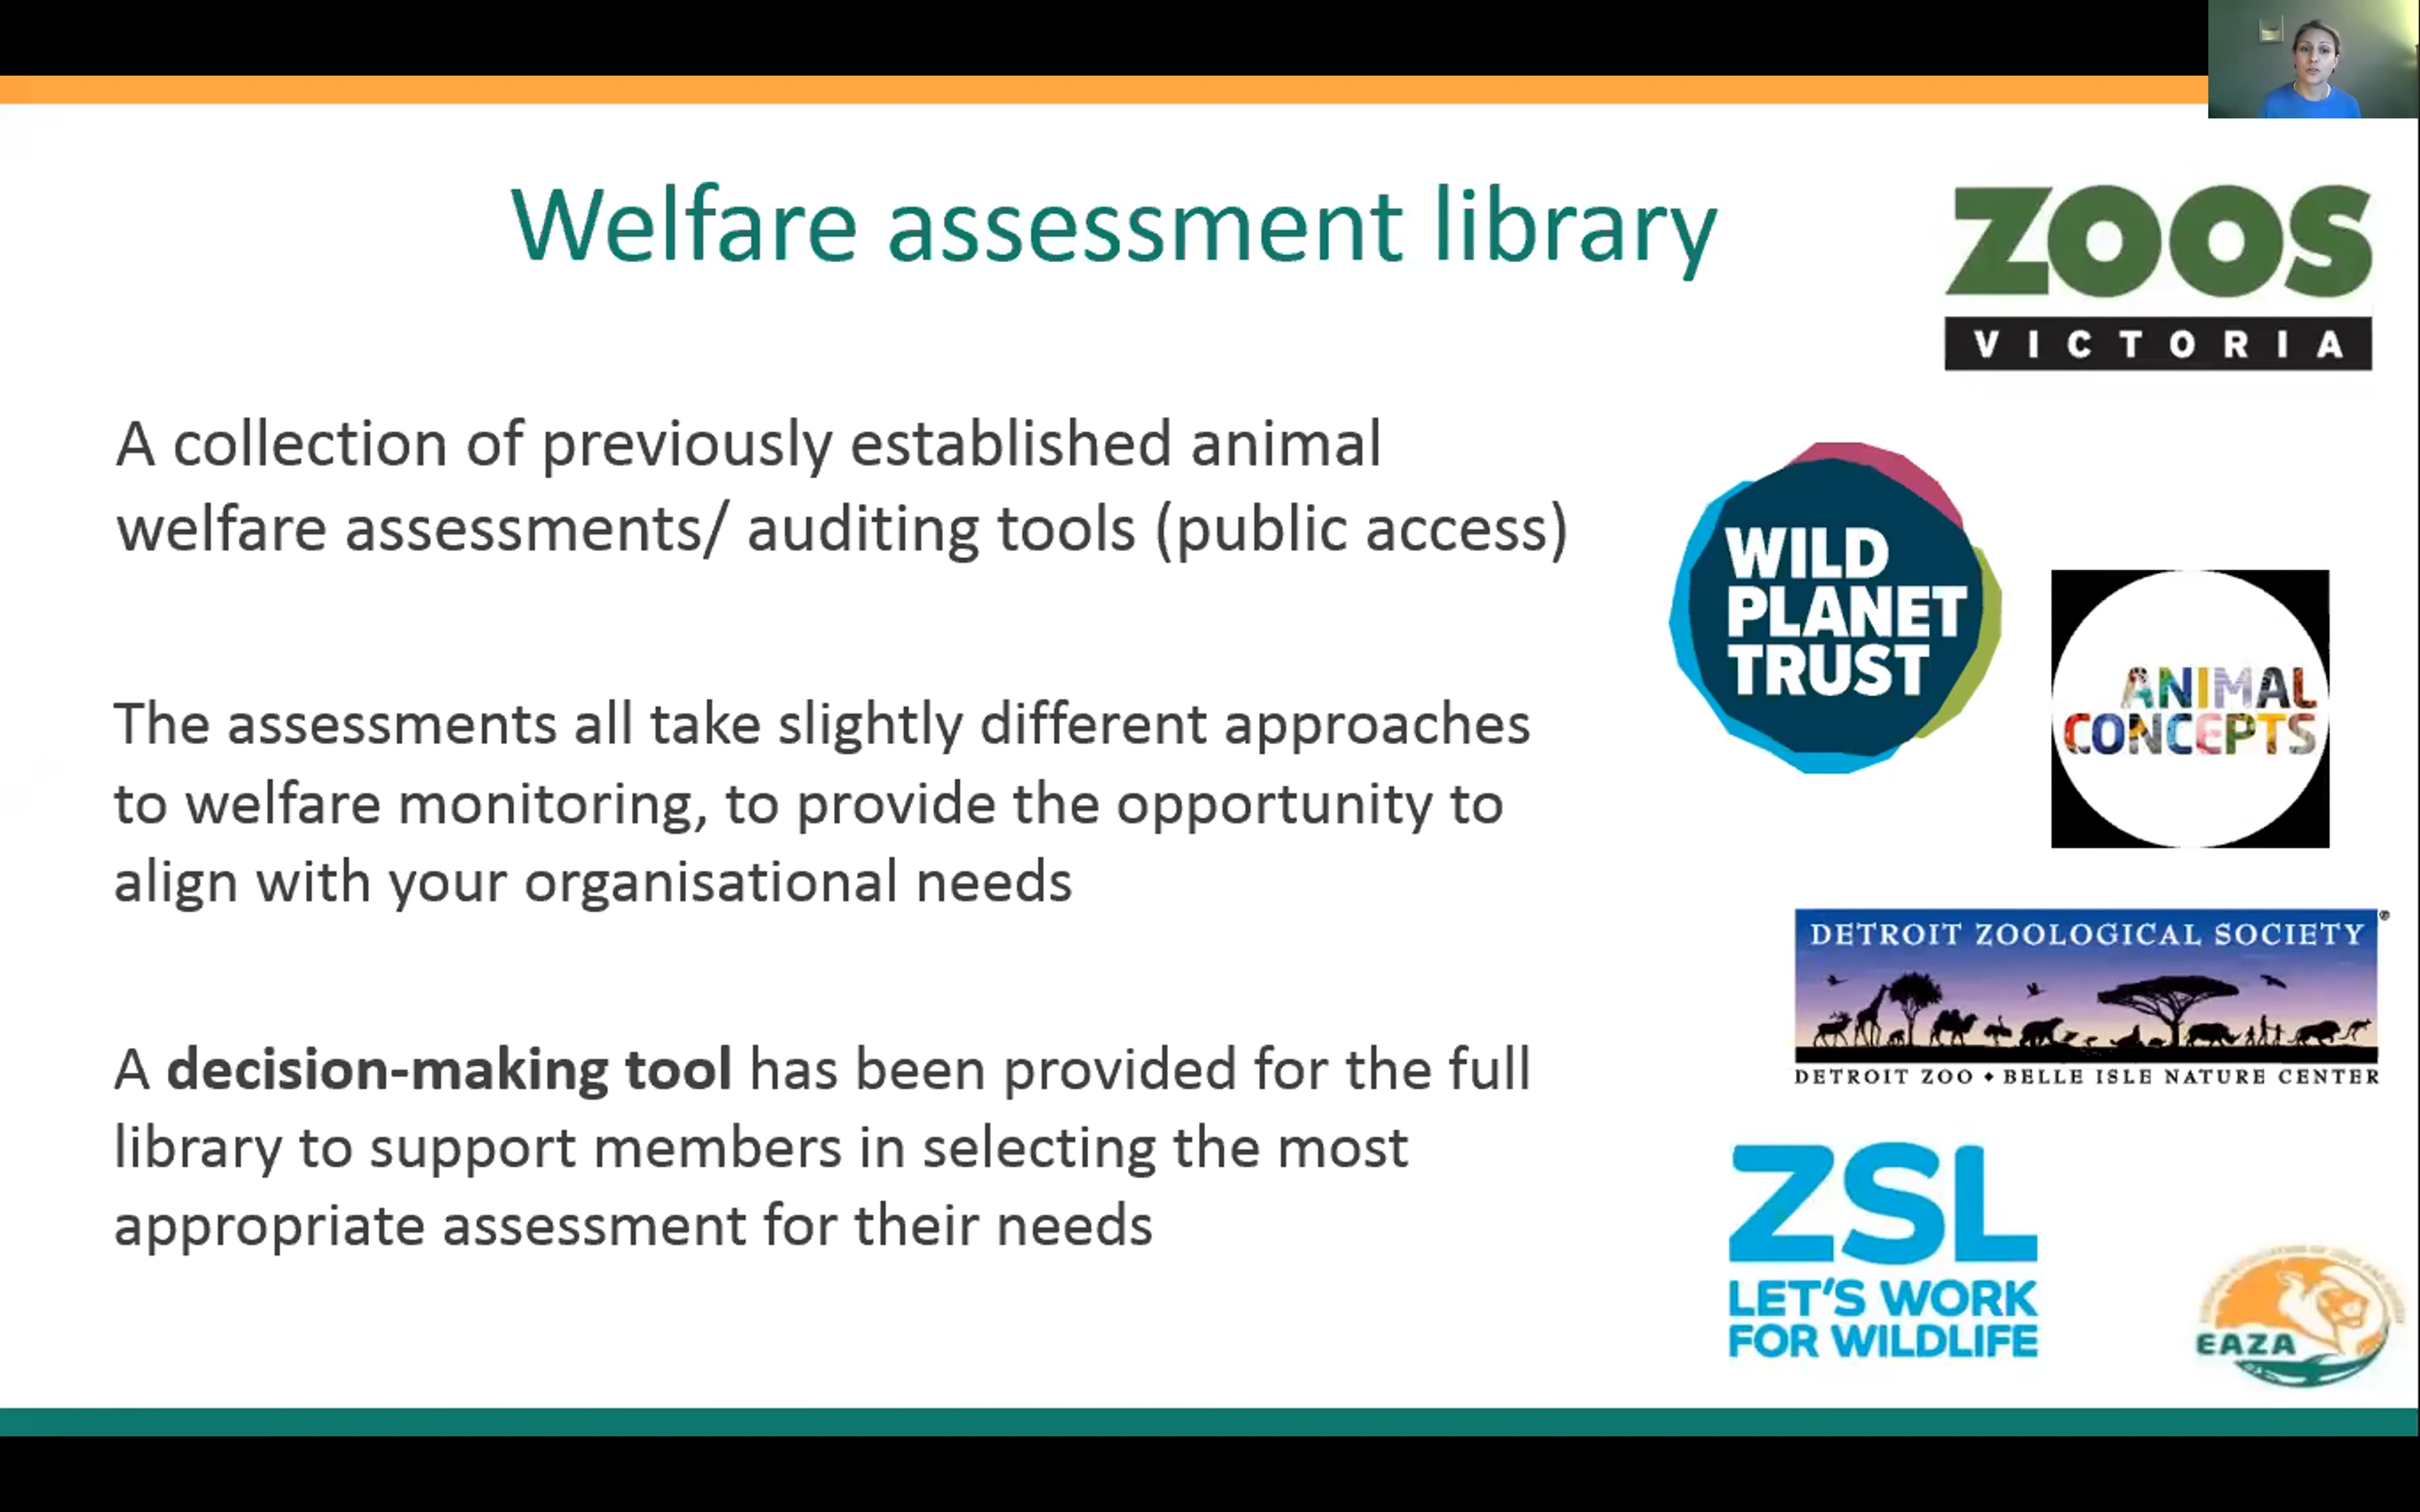 Welfare assessment library
ZOOS
VICTORIA
A collection of previously established animal
welfare assessments/ auditing tools (public access)
WILD
PLANET
TRUST
ANIMAL
CONCEPTS
The assessments all take slightly different approaches
to welfare monitoring, to provide the opportunity to
align with your organisational needs
DETROIT ZOOLOGICAL SOCIETY®
DETROIT ZOO ♦ BELLE ISLE NATURE CENTER
A decision-making tool has been provided for the full
library to support members in selecting the most
appropriate assessment for their needs
ZSL
LET'S WORK
FOR WILDLIFE
EAZA